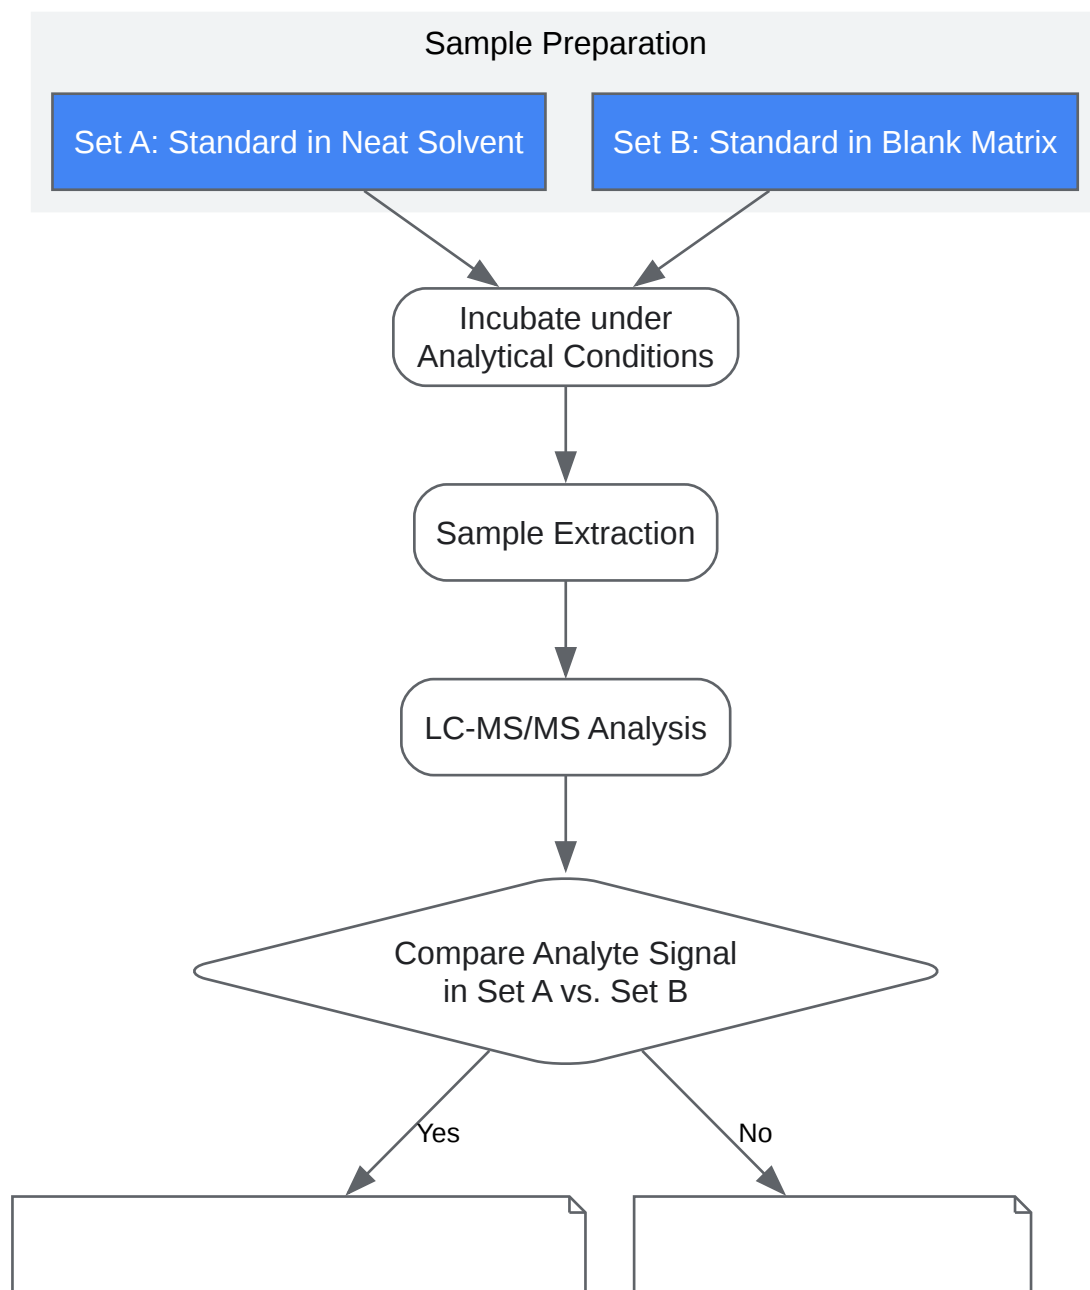 Sample Preparation
Set A: Standard in Neat Solvent
Set B: Standard in Blank Matrix
Incubate under
Analytical Conditions
Sample Extraction
LC-MS/MS Analysis
Compare Analyte Signal
in Set A vs. Set B
Yes
No